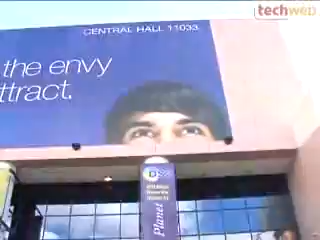 techweb
CENTRAL HALL 11033
the envy
ttract.
Planet